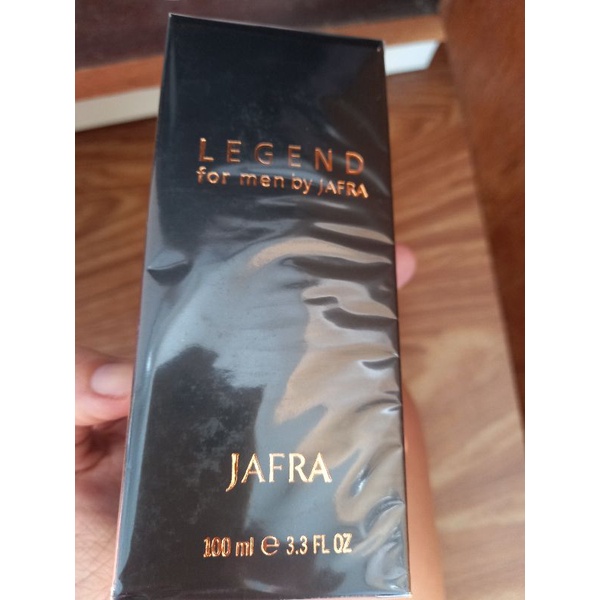 LEGEND
for men by JAFRA
JAFRA
100 ml ℮ 3.3 FL OZ